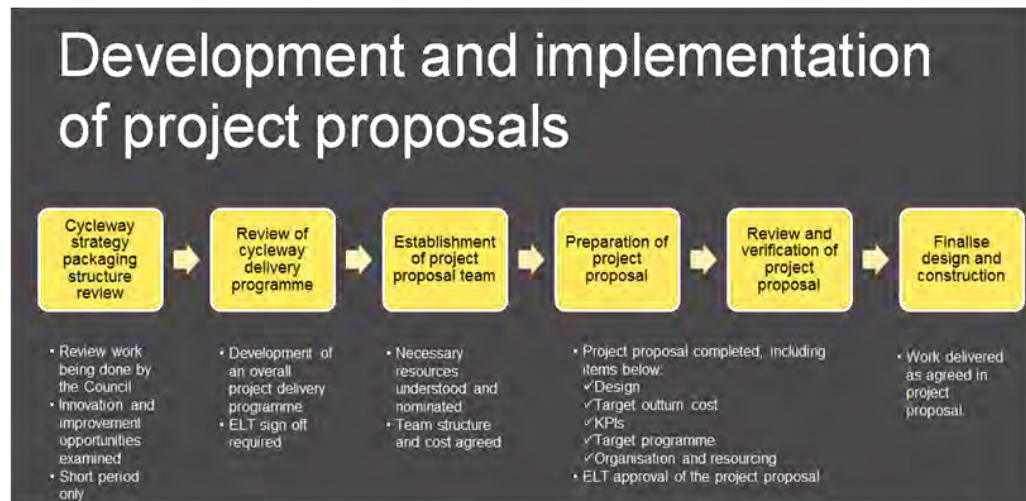 Development and implementation
of project proposals
Cycleway
strategy
packaging
structure
review
Review of
cycleway
delivery
programme
Establishment
of project
proposal team
Preparation of
project
proposal
Review and
verification of
project
proposal
Finalise
design and
construction
• Review work
being done by
the Council
• Innovation and
improvement
opportunities
examined
• Short period
only
• Development of
an overall
project delivery
programme
• ELT sign off
required
• Necessary
resources
understood and
nominated
• Team structure
and cost agreed
• Project proposal completed, including
items below:
✓Design
✓Target outturn cost
✓KPIs
✓Target programme
✓Organisation and resourcing
• ELT approval of the project proposal
• Work delivered
as agreed in
project
proposal.